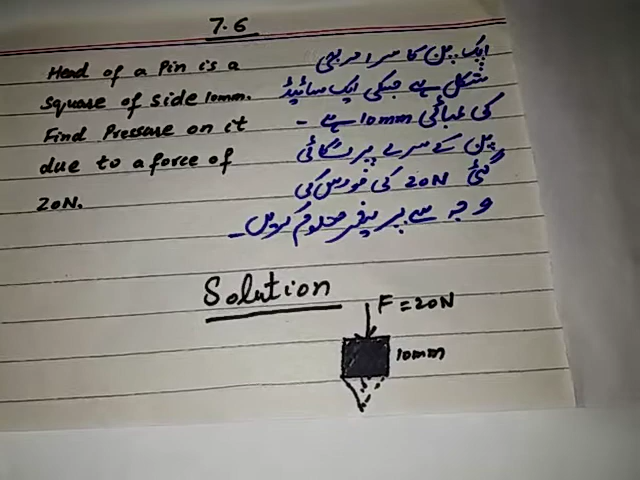 7.6
Head of a Pin is a
Square of side 10mm.
Find Pressure on it
due to a force of
20N.
ایک پن کا سرا مربعی
شکل ہے جسکی ایک سائیڈ
کی لمبائی 10mm ہے -
پن کے سرے پر لگائی
گئی 20N کی فورس کی
وجہ سے پریشر معلوم کریں-
Solution
F = 20N
10mm